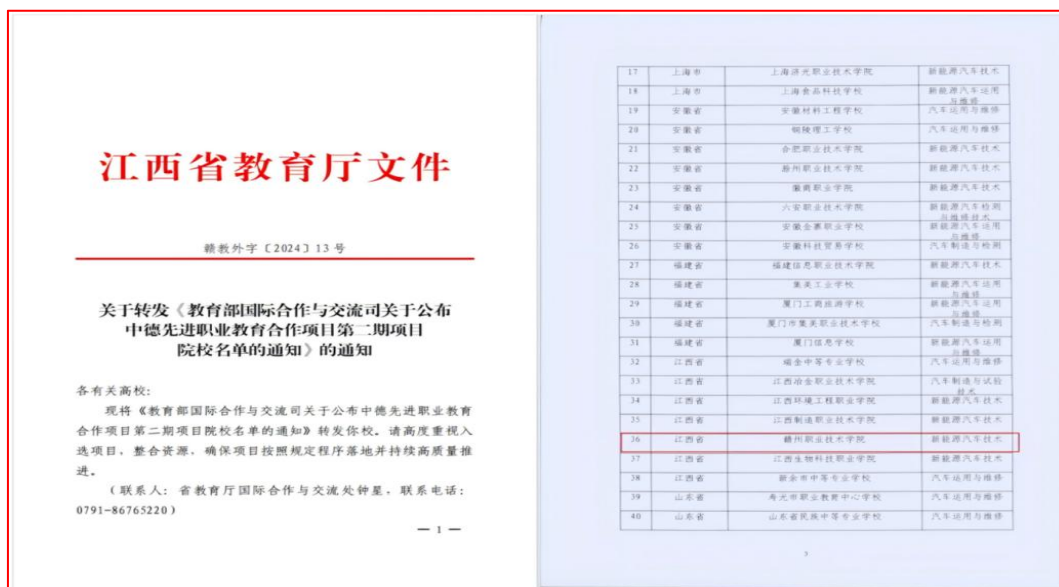 江西省教育厅文件
赣教外字〔2024〕13 号
关于转发《教育部国际合作与交流司关于公布
中德先进职业教育合作项目第二期项目
院校名单的通知》的通知
各有关高校：
现将《教育部国际合作与交流司关于公布中德先进职业教育
合作项目第二期项目院校名单的通知》转发你校。请高度重视入
选项目，整合资源，确保项目按照规定程序落地并持续高质量推
进。
（联系人：省教育厅国际合作与交流处钟星，联系电话：
0791-86765220）
— 1 —
17 上海市 上海济光职业技术学院 新能源汽车技术
18 上海市 上海食品科技学校 新能源汽车运用
与维修
19 安徽省 安徽材料工程学校 汽车运用与维修
20 安徽省 铜陵理工学校 汽车运用与维修
21 安徽省 合肥职业技术学院 新能源汽车技术
22 安徽省 滁州职业技术学院 新能源汽车技术
23 安徽省 徽商职业学院 新能源汽车技术
24 安徽省 六安职业技术学院 新能源汽车检测
与维修技术
25 安徽省 安徽金寨职业学校 新能源汽车运用
与维修
26 安徽省 安徽科技贸易学校 汽车制造与检测
27 福建省 福建信息职业技术学院 新能源汽车技术
28 福建省 集美工业学校 新能源汽车运用
与维修
29 福建省 厦门工商旅游学校 新能源汽车运用
与维修
30 福建省 厦门市集美职业技术学校 汽车制造与检测
31 福建省 厦门信息学校 新能源汽车运用
与维修
32 江西省 瑞金中等专业学校 汽车运用与维修
33 江西省 江西冶金职业技术学院 汽车制造与试验
技术
34 江西省 江西环境工程职业学院 新能源汽车技术
35 江西省 江西制造职业技术学院 新能源汽车技术
36 江西省 赣州职业技术学院 新能源汽车技术
37 江西省 江西生物科技职业学院 新能源汽车技术
38 江西省 新余市中等专业学校 汽车运用与维修
39 山东省 寿光市职业教育中心学校 汽车运用与维修
40 山东省 山东省民族中等专业学校 汽车运用与维修
3